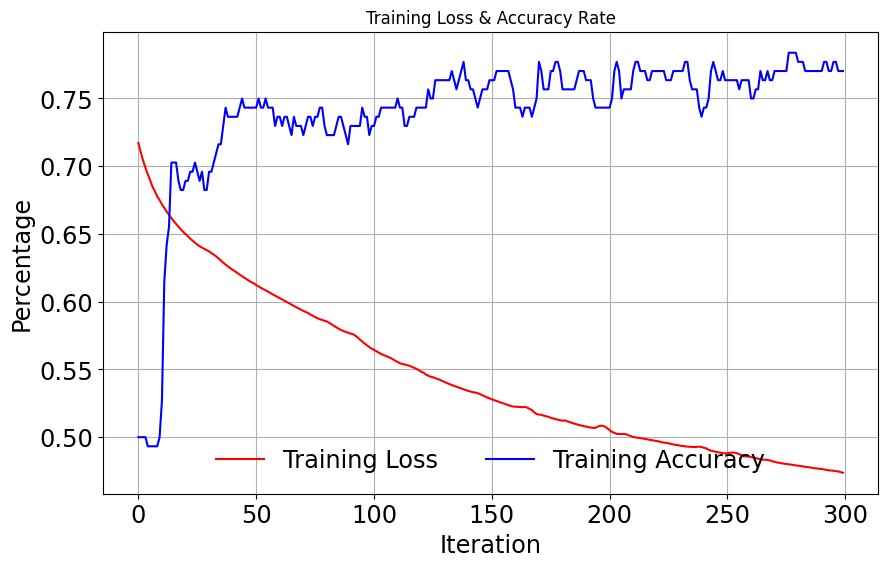 Training Loss & Accuracy Rate
Percentage
0.75
0.70
0.65
0.60
0.55
0.50
Training Loss Training Accuracy
0 50 100 150 200 250 300
Iteration